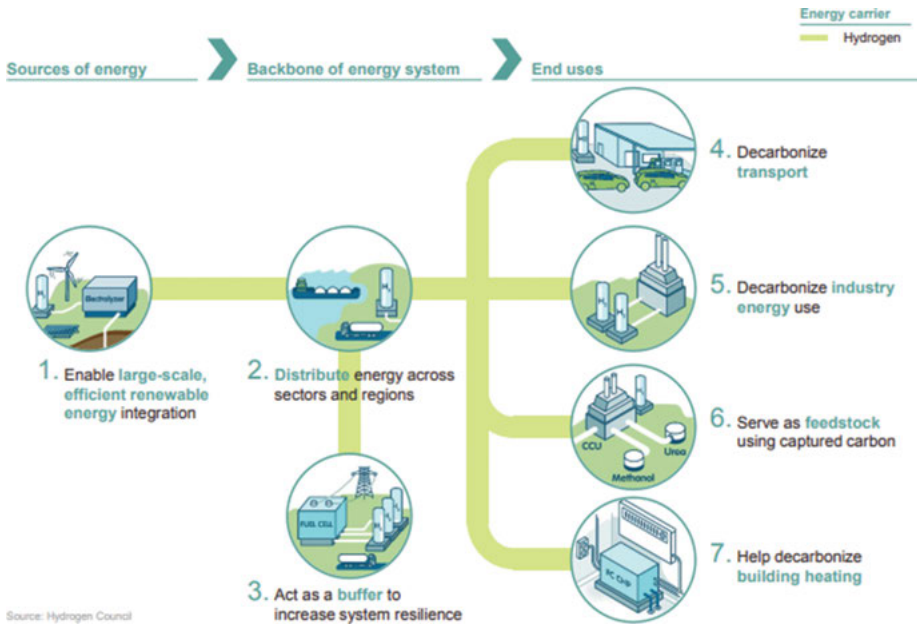 Energy carrier
Hydrogen
Sources of energy
Backbone of energy system
End uses
Electrolyzer
1. Enable large-scale,
efficient renewable
energy integration
H₂
2. Distribute energy across
sectors and regions
FUEL CELL
3. Act as a buffer to
increase system resilience
4. Decarbonize
transport
5. Decarbonize industry
energy use
CCU
Urea
Methanol
6. Serve as feedstock
using captured carbon
FC CHP
7. Help decarbonize
building heating
Source: Hydrogen Council